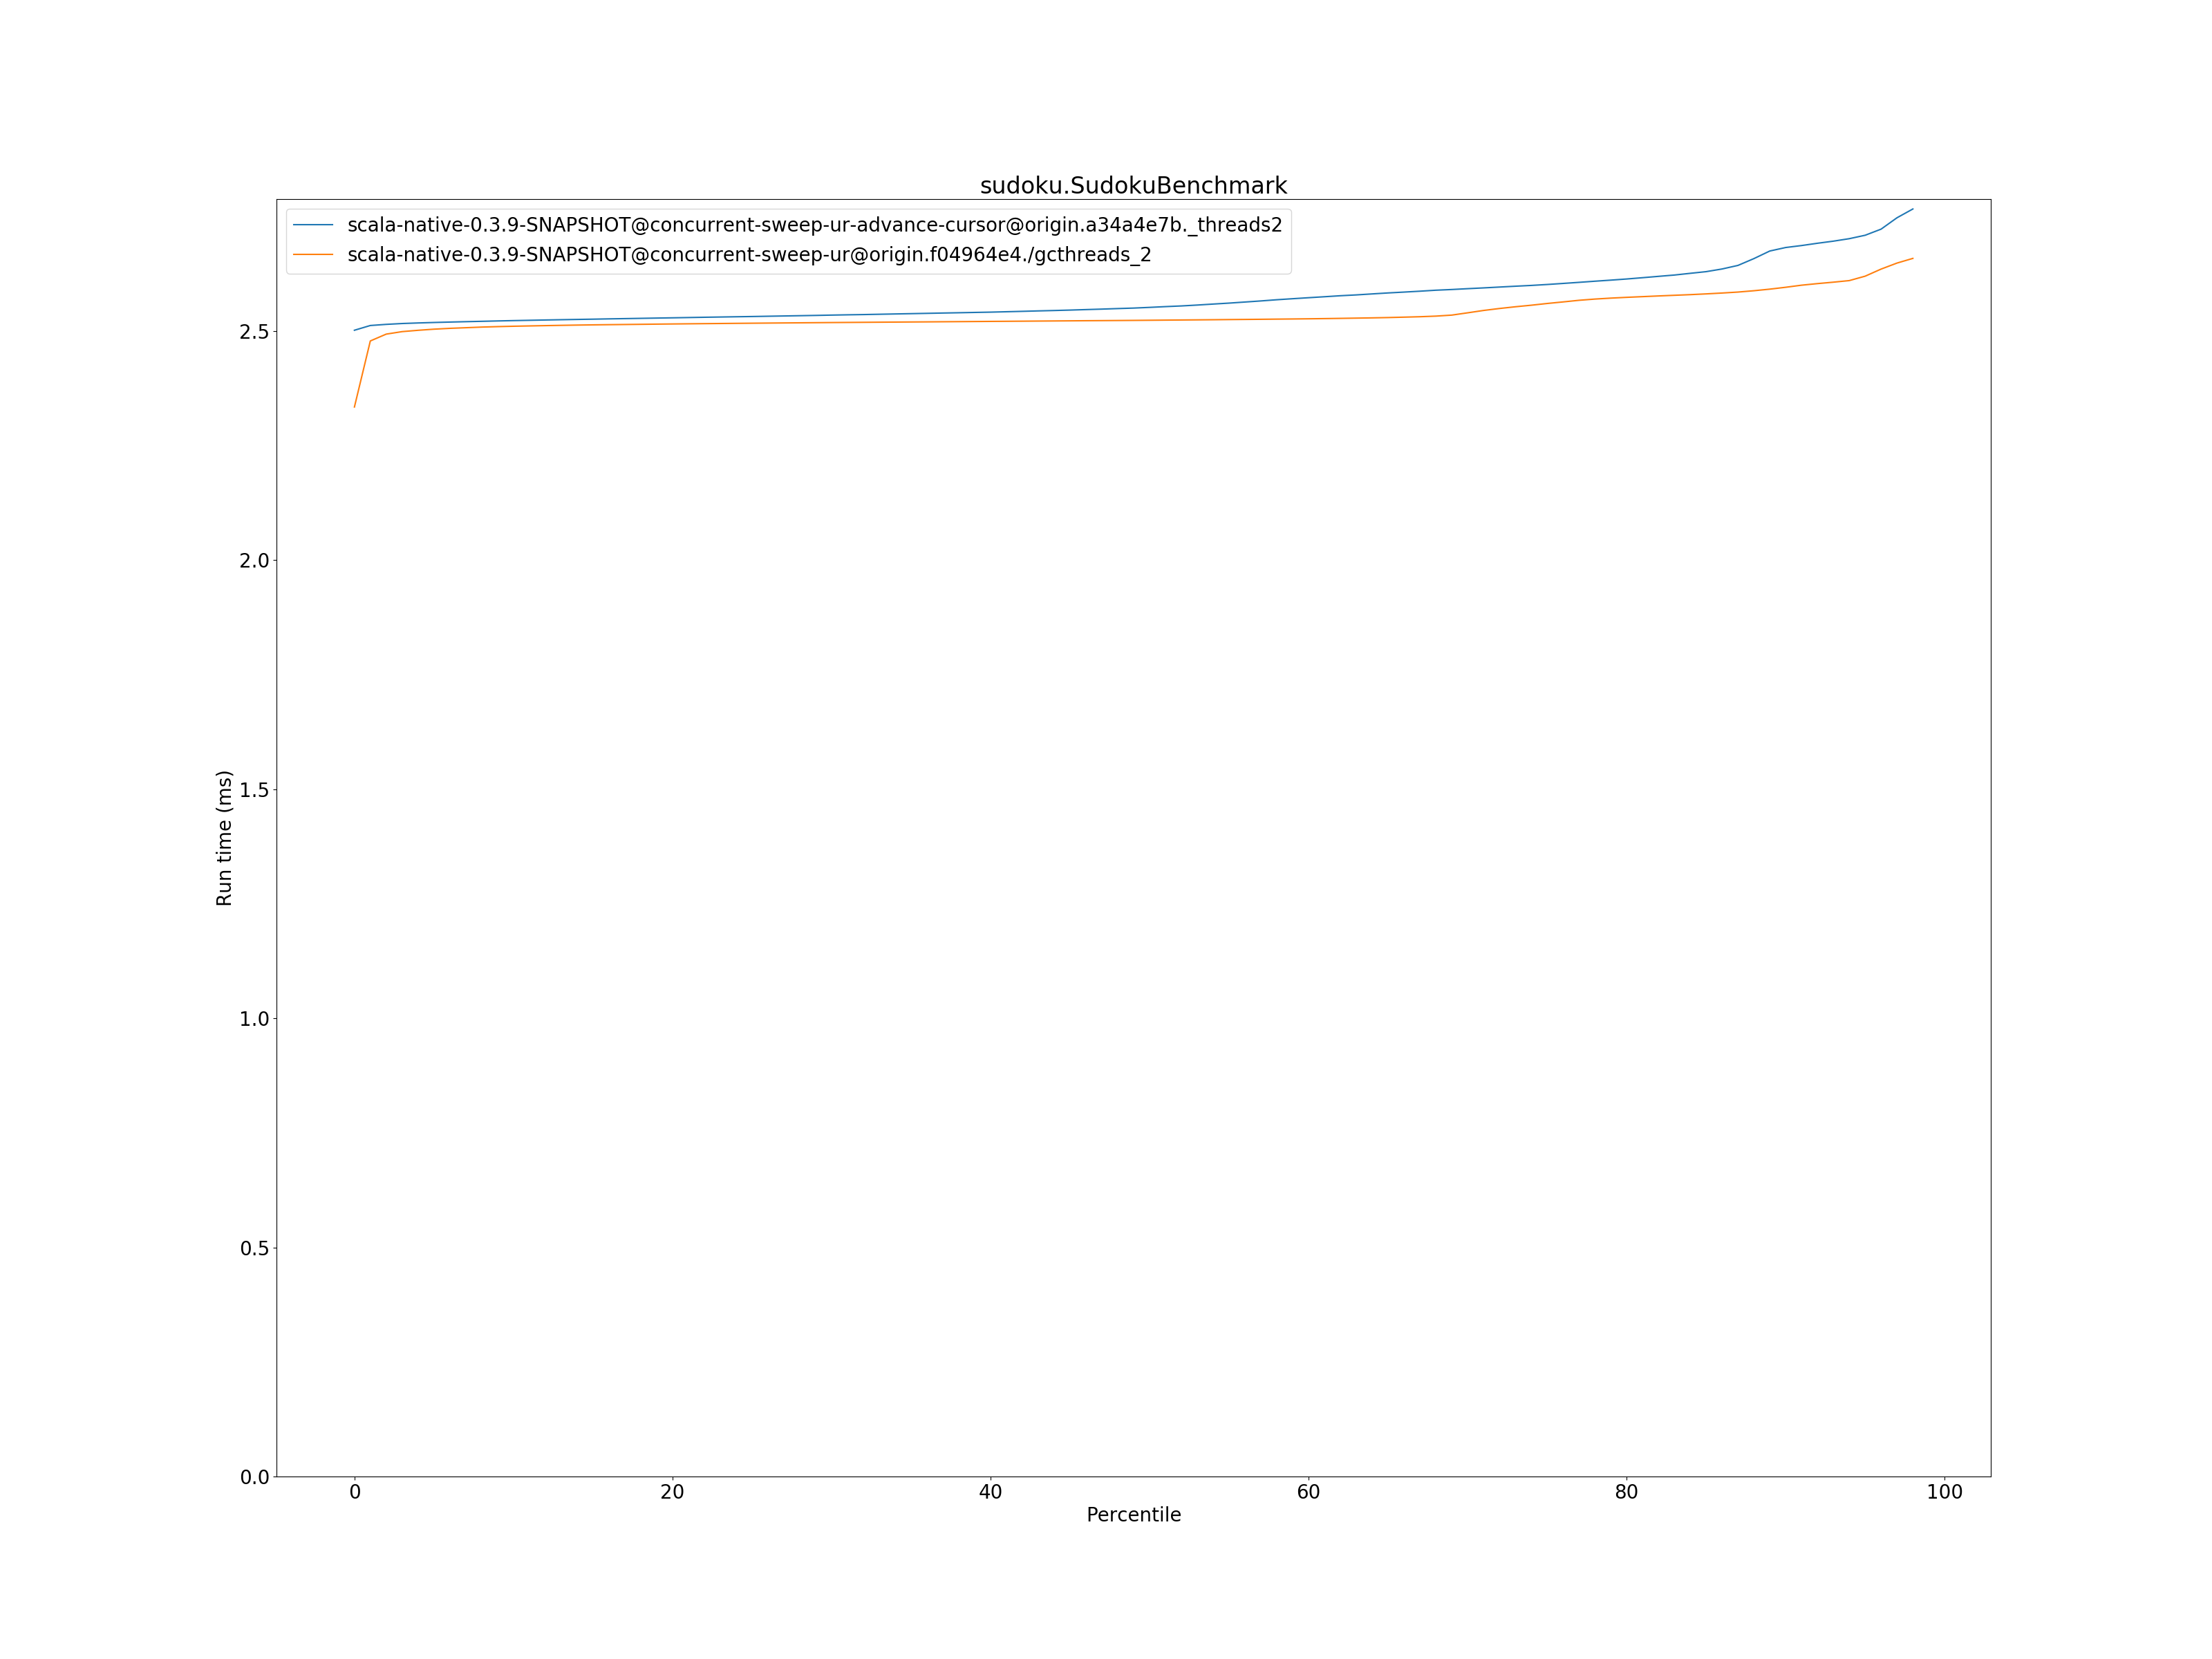 sudoku.SudokuBenchmark
scala-native-0.3.9-SNAPSHOT@concurrent-sweep-ur-advance-cursor@origin.a34a4e7b._threads2
scala-native-0.3.9-SNAPSHOT@concurrent-sweep-ur@origin.f04964e4./gcthreads_2
Run time (ms)
2.5
2.0
1.5
1.0
0.5
0.0
0 20 40 60 80 100
Percentile